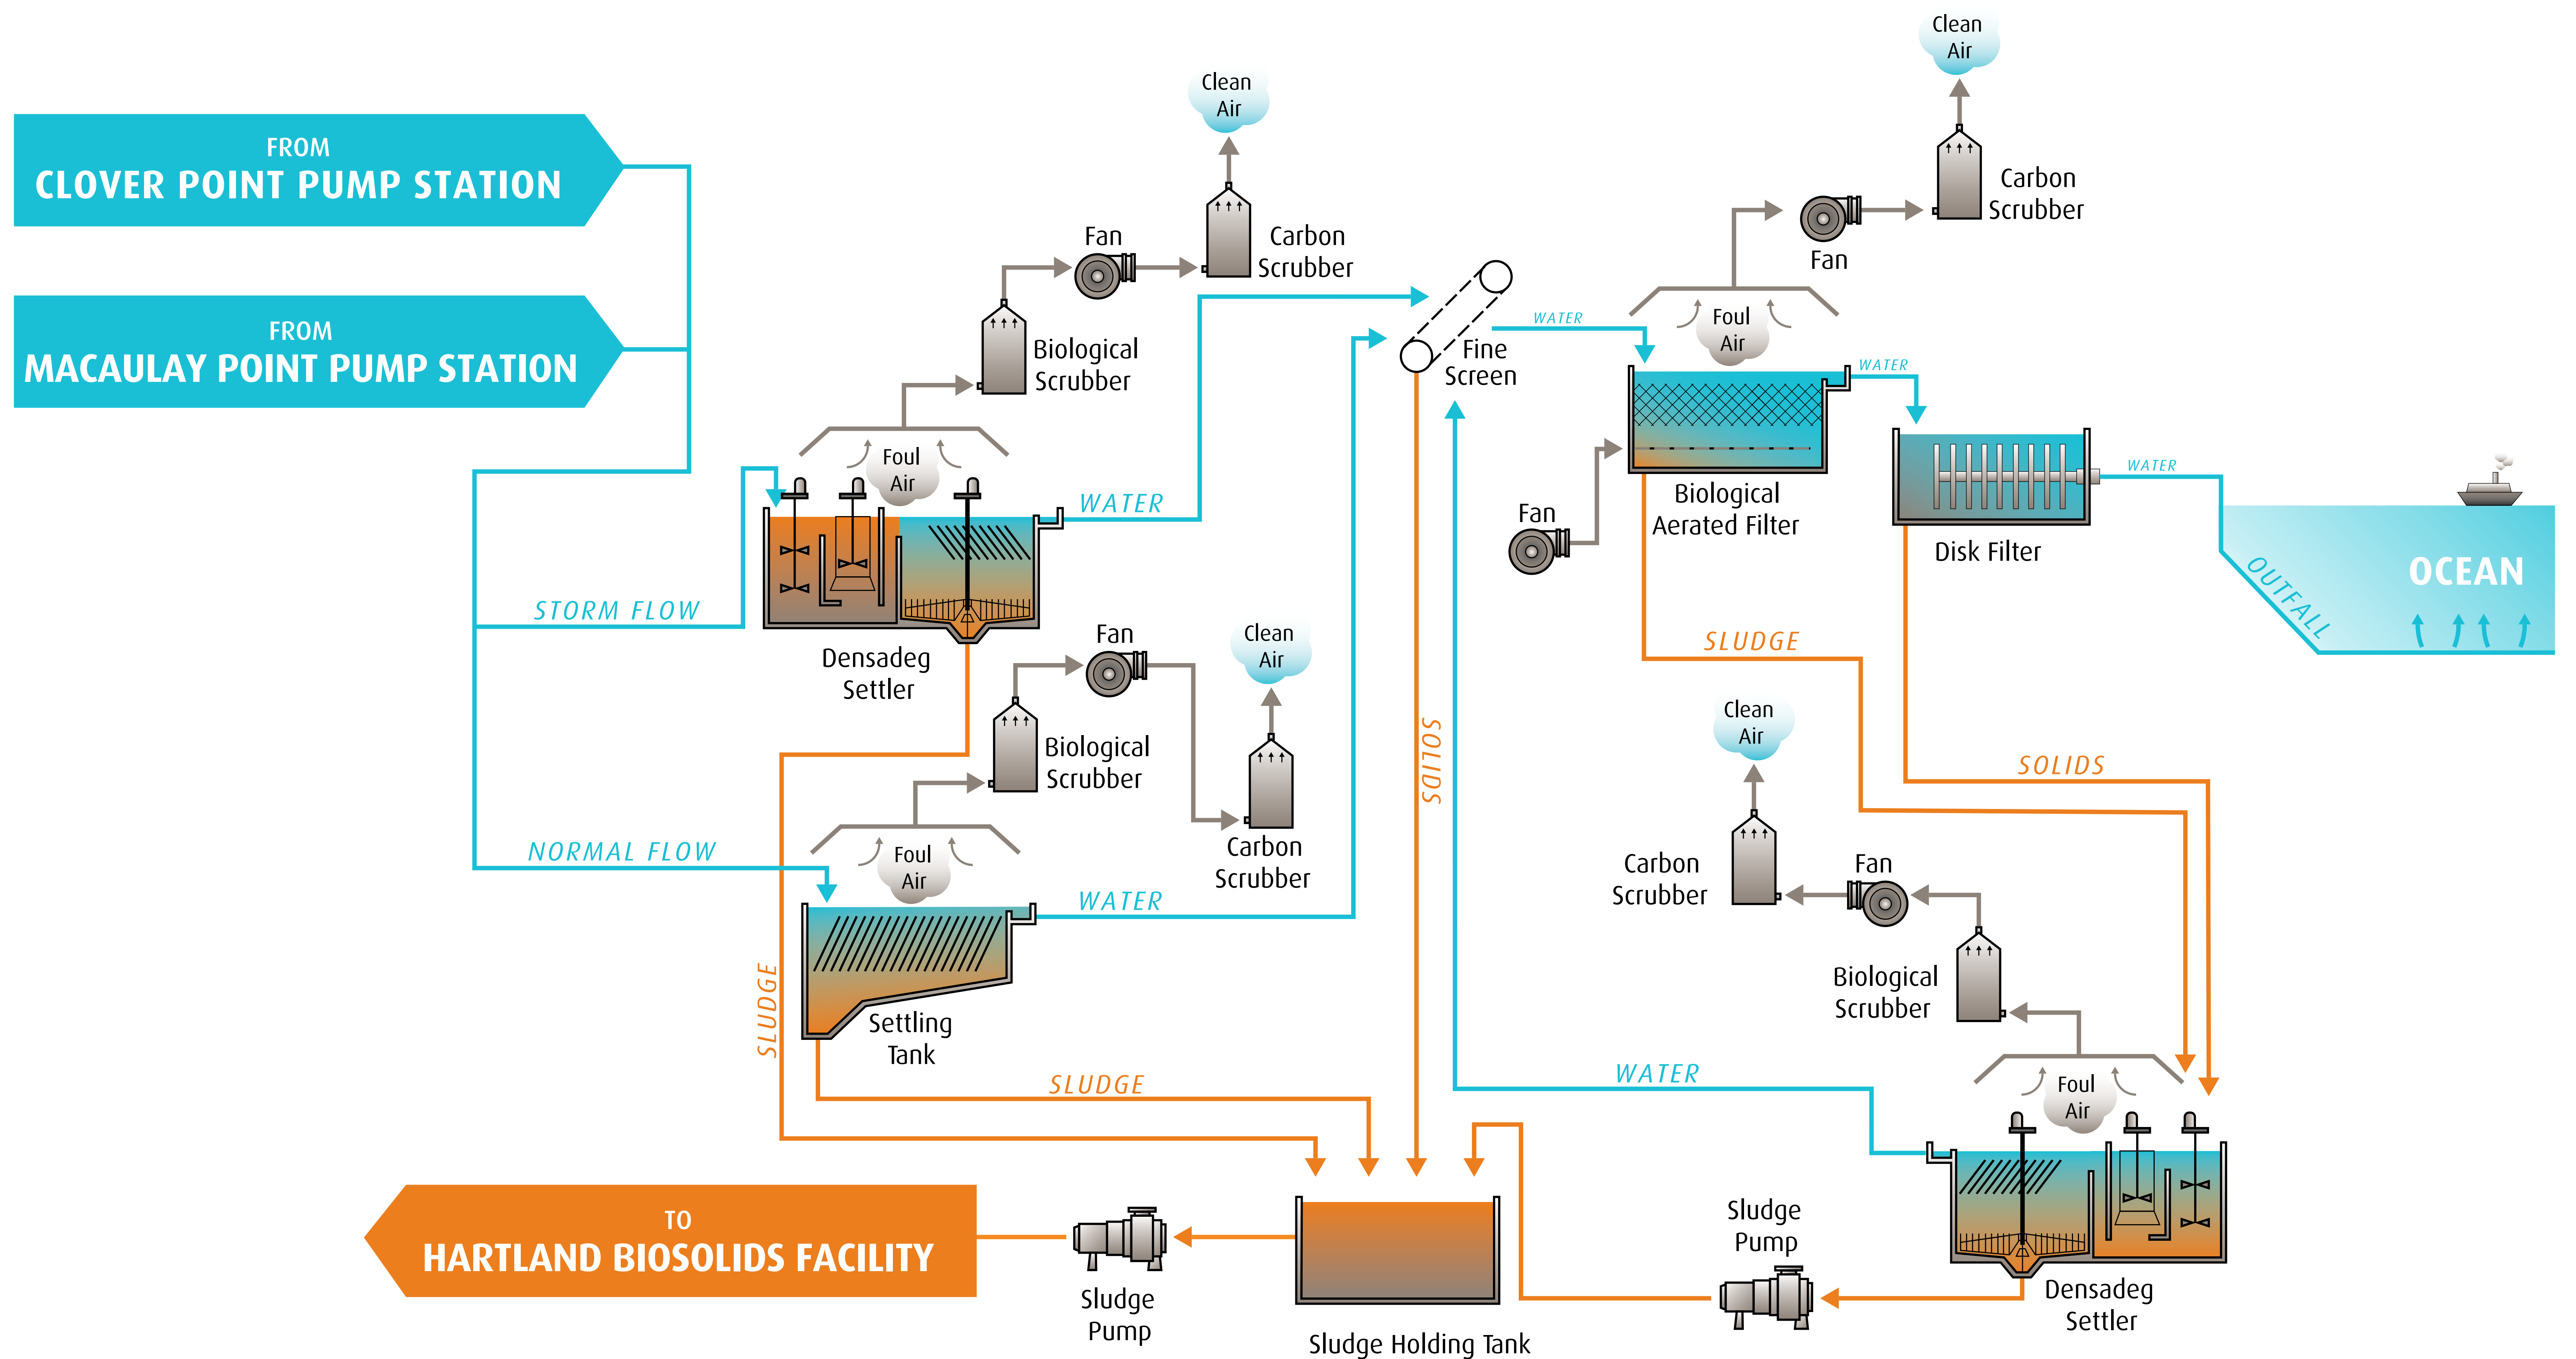 Clean
Air
Clean
Air
FROM
CLOVER POINT PUMP STATION
Carbon
Scrubber
Fan
Carbon
Scrubber
Fan
FROM
MACAULAY POINT PUMP STATION
Biological
Scrubber
Fine
Screen
WATER
Foul
Air
WATER
Foul
Air
WATER
Fan
Biological
Aerated Filter
WATER
Disk Filter
OCEAN
OUTFALL
STORM FLOW
Densadeg
Settler
Fan
Clean
Air
SLUDGE
Biological
Scrubber
SOLIDS
Clean
Air
SOLIDS
NORMAL FLOW
Foul
Air
Carbon
Scrubber
Carbon
Scrubber
Fan
WATER
Biological
Scrubber
SLUDGE
Settling
Tank
SLUDGE
WATER
Foul
Air
TO
HARTLAND BIOSOLIDS FACILITY
Sludge
Pump
Sludge Holding Tank
Sludge
Pump
Densadeg
Settler